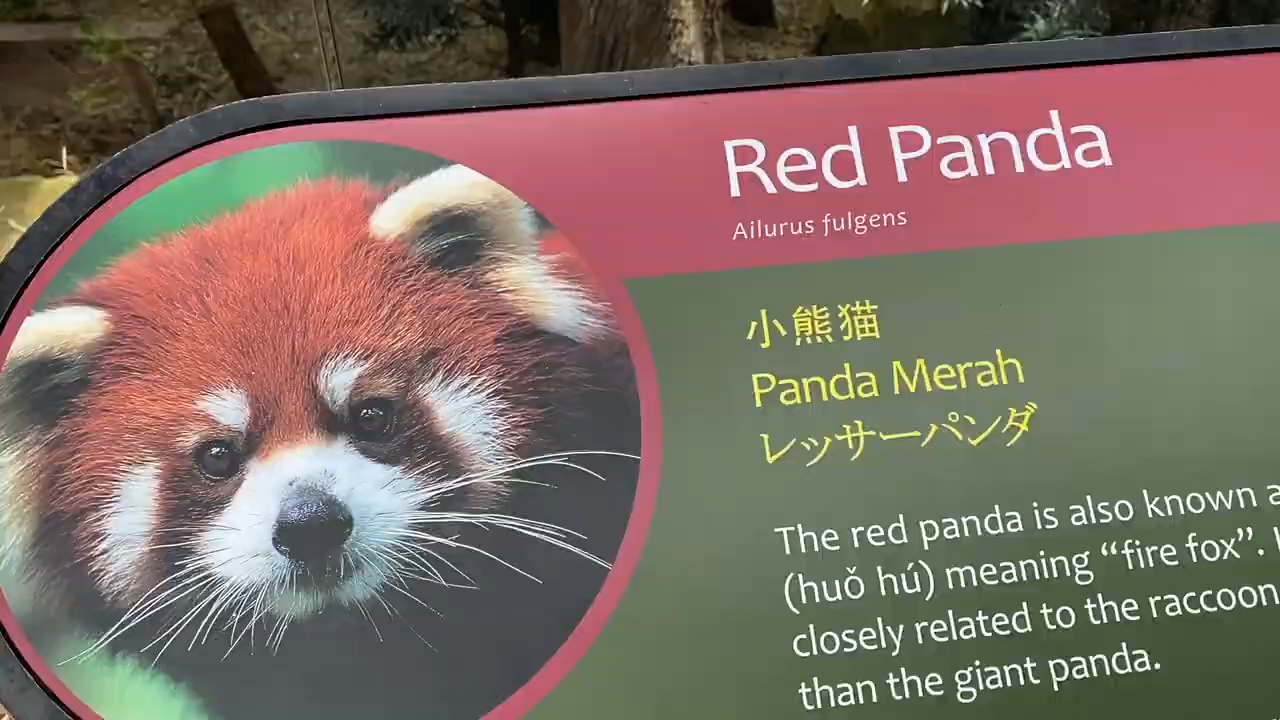 Red Panda
Ailurus fulgens
小熊猫
Panda Merah
レッサーパンダ
The red panda is also known
(huǒ hú) meaning “fire fox”.
closely related to the raccoon
than the giant panda.